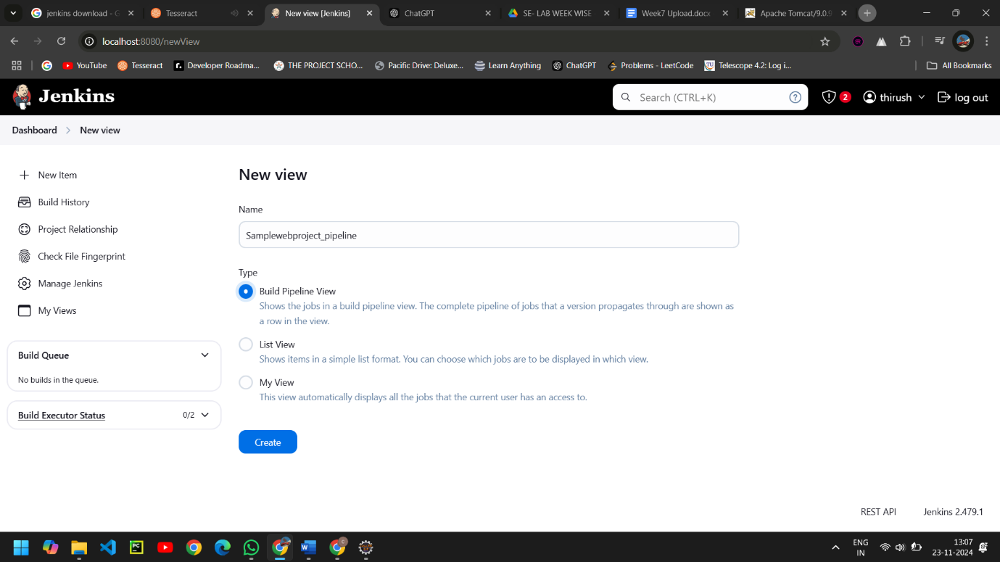 jenkins download - G
Tesseract
New view [Jenkins]
ChatGPT
SE- LAB WEEK WISE
Week7 Upload.docx
Apache Tomcat/9.0.9
localhost:8080/newView
YouTube
Tesseract
Developer Roadma...
THE PROJECT SCHO...
Pacific Drive: Deluxe...
Learn Anything
ChatGPT
Problems - LeetCode
Telescope 4.2: Log i...
All Bookmarks
Jenkins
Search (CTRL+K)
2
thirush
log out
Dashboard
New view
New Item
Build History
Project Relationship
Check File Fingerprint
Manage Jenkins
My Views
Build Queue
No builds in the queue.
Build Executor Status
0/2
New view
Name
Samplewebproject_pipeline
Type
Build Pipeline View
Shows the jobs in a build pipeline view. The complete pipeline of jobs that a version propagates through are shown as
a row in the view.
List View
Shows items in a simple list format. You can choose which jobs are to be displayed in which view.
My View
This view automatically displays all the jobs that the current user has an access to.
Create
REST API
Jenkins 2.479.1
ENG
IN
13:07
23-11-2024